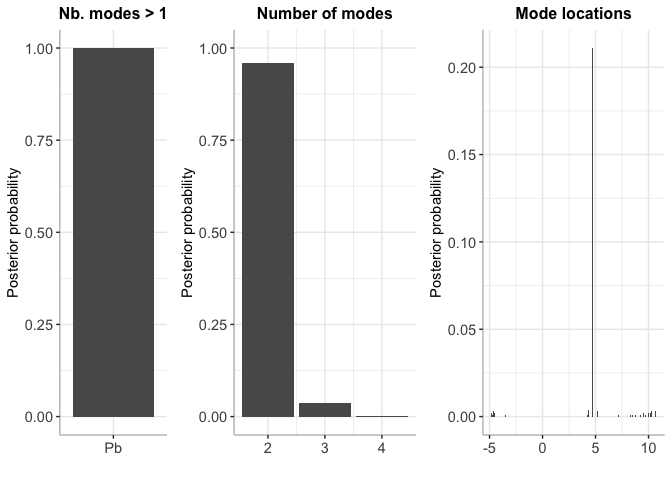 Nb. modes > 1
Posterior probability
1.00
0.75
0.50
0.25
0.00
Pb
Number of modes
Posterior probability
1.00
0.75
0.50
0.25
0.00
2 3 4
Mode locations
Posterior probability
0.20
0.15
0.10
0.05
0.00
-5 0 5 10